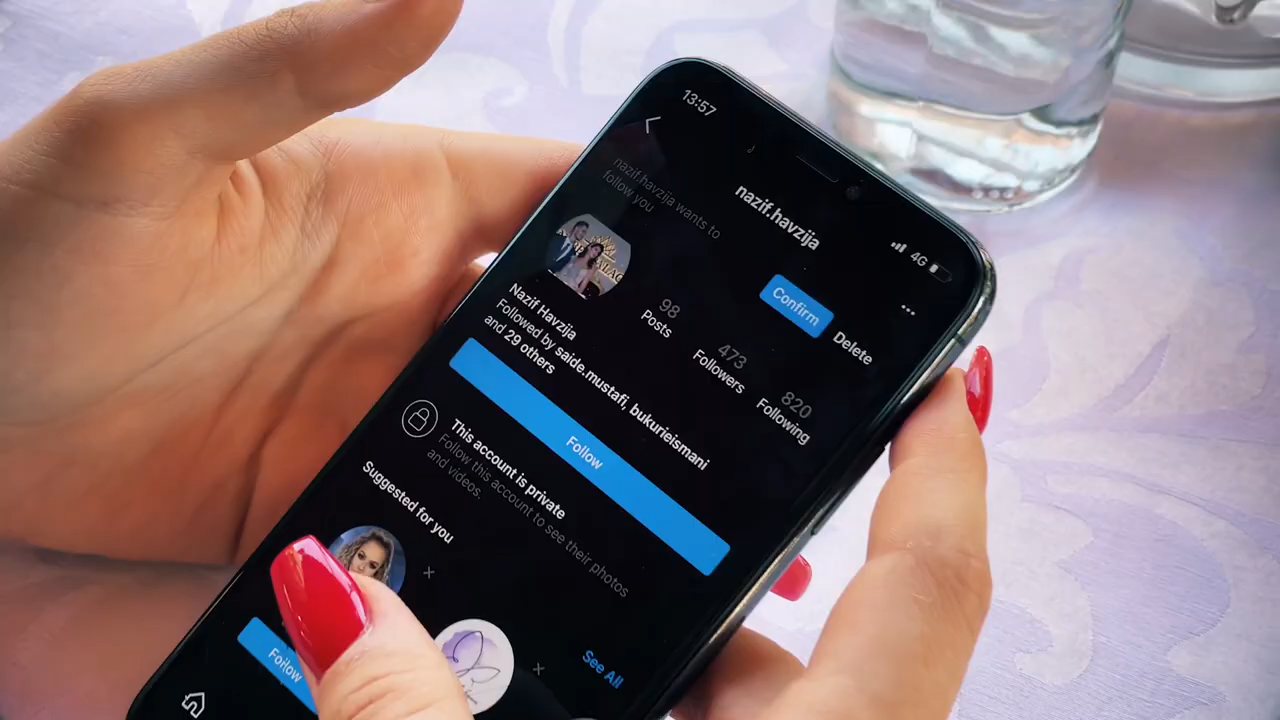 13:57
4G
nazif.havzija
nazif.havzija wants to
follow you
Confirm
Delete
98
Posts
473
Followers
820
Following
Nazif Havzija
Followed by saide.mustafi, bukurieismani
and 29 others
Follow
This account is private
Follow this account to see their photos
and videos.
Suggested for you
See All
Follow